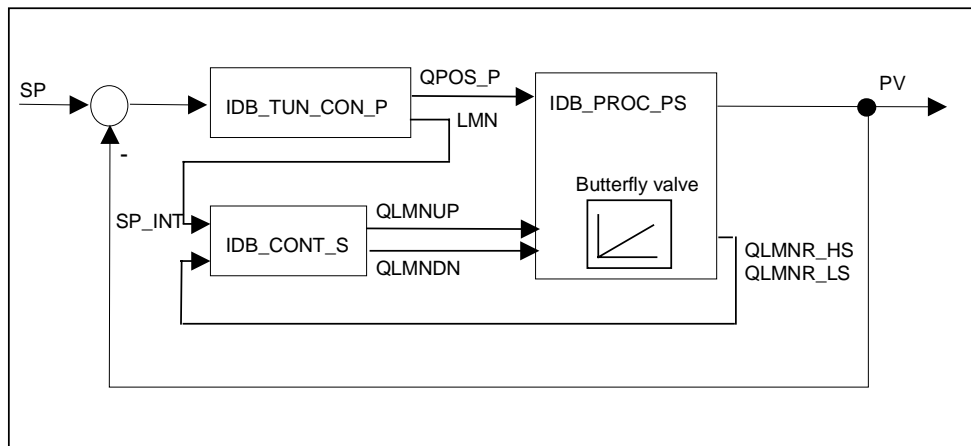 SP
IDB_TUN_CON_P
QPOS_P
LMN
IDB_PROC_PS
PV
-
Butterfly valve
SP_INT
IDB_CONT_S
QLMNUP
QLMNDN
QLMNR_HS
QLMNR_LS